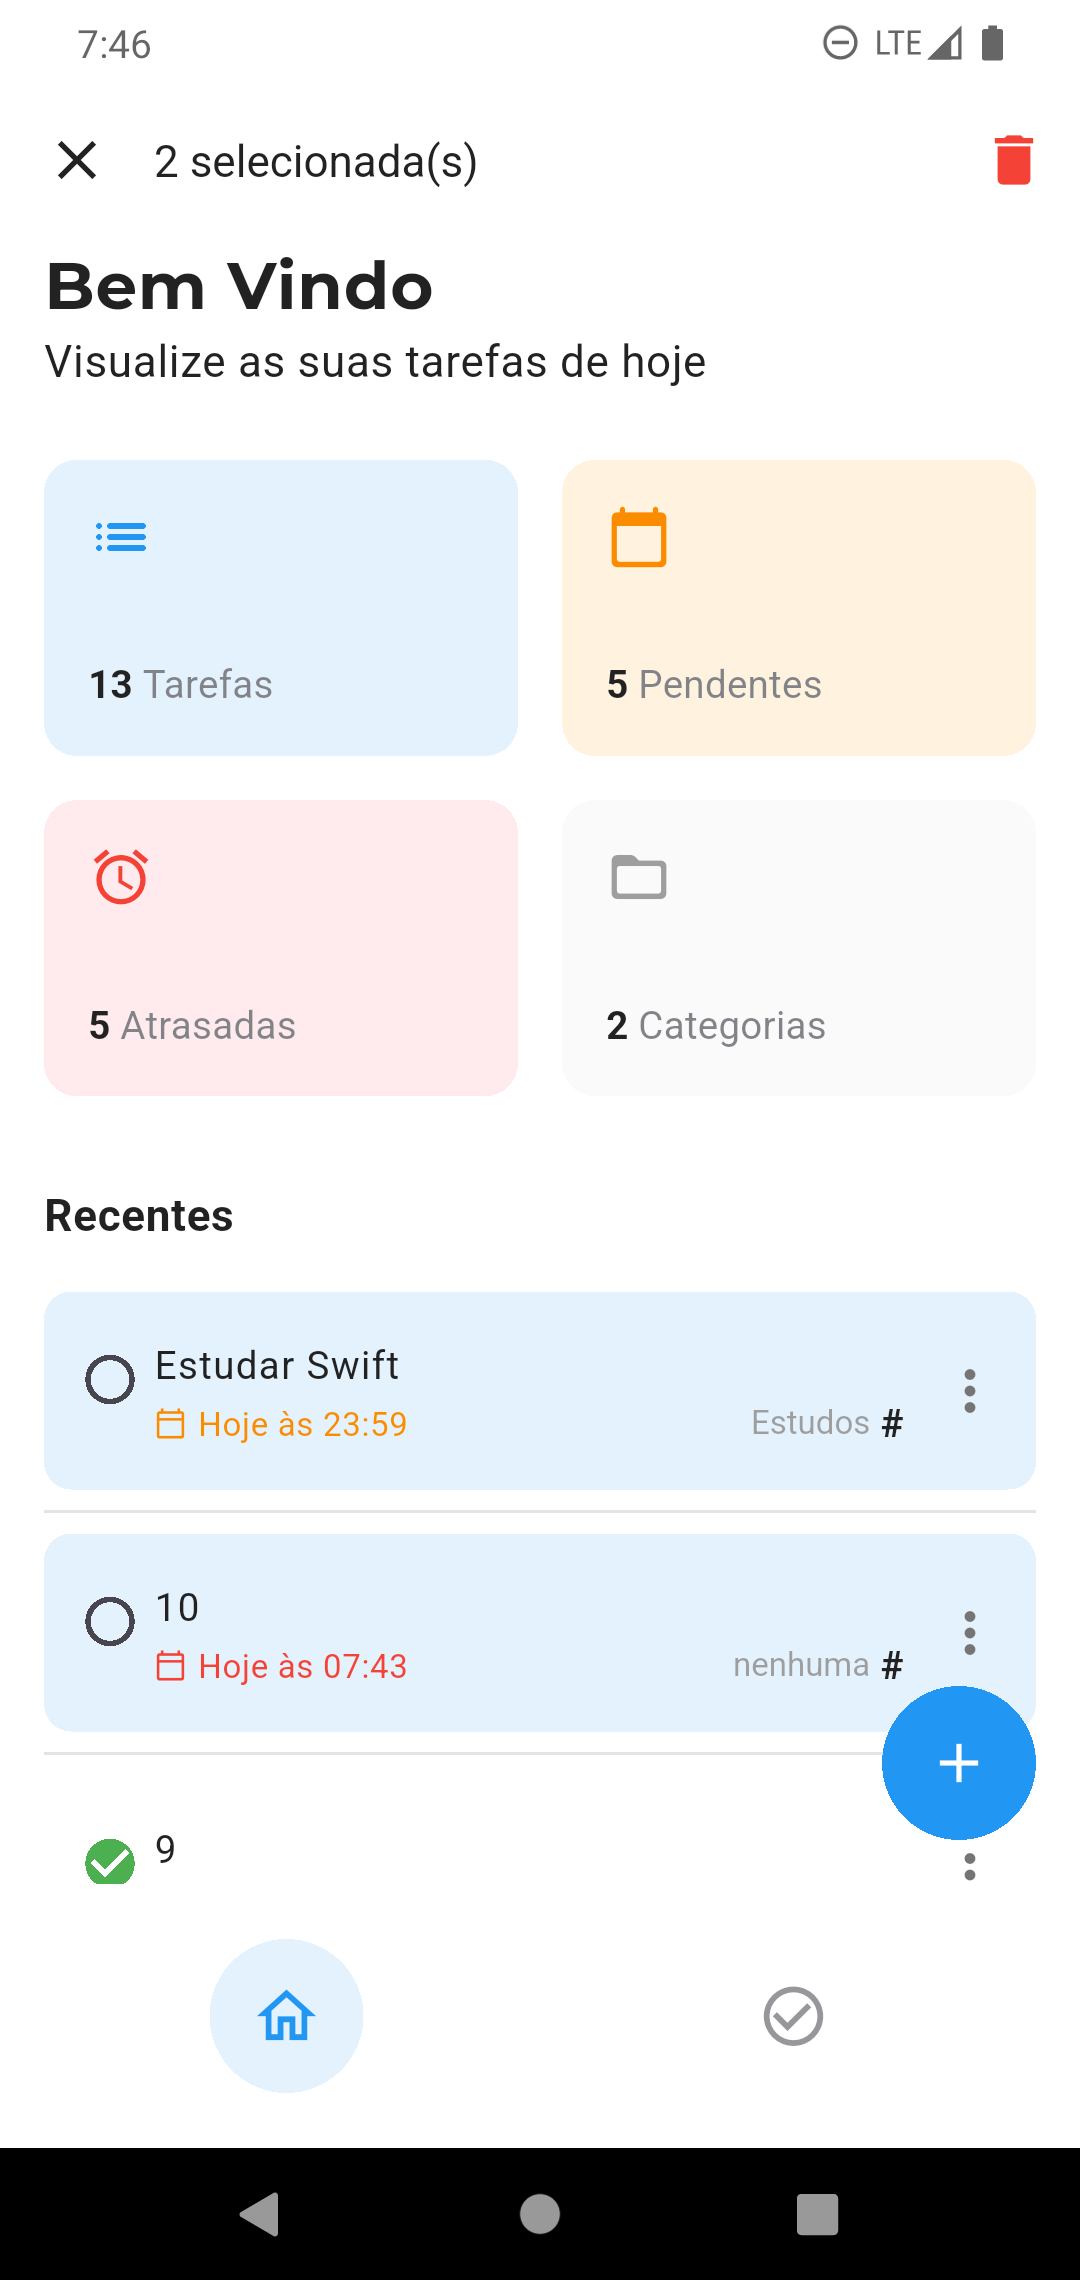 7:46 LTE
2 selecionada(s)
Bem Vindo
Visualize as suas tarefas de hoje
13 Tarefas
5 Pendentes
5 Atrasadas
2 Categorias
Recentes
Estudar Swift
Hoje às 23:59
Estudos #
10
Hoje às 07:43
nenhuma #
9